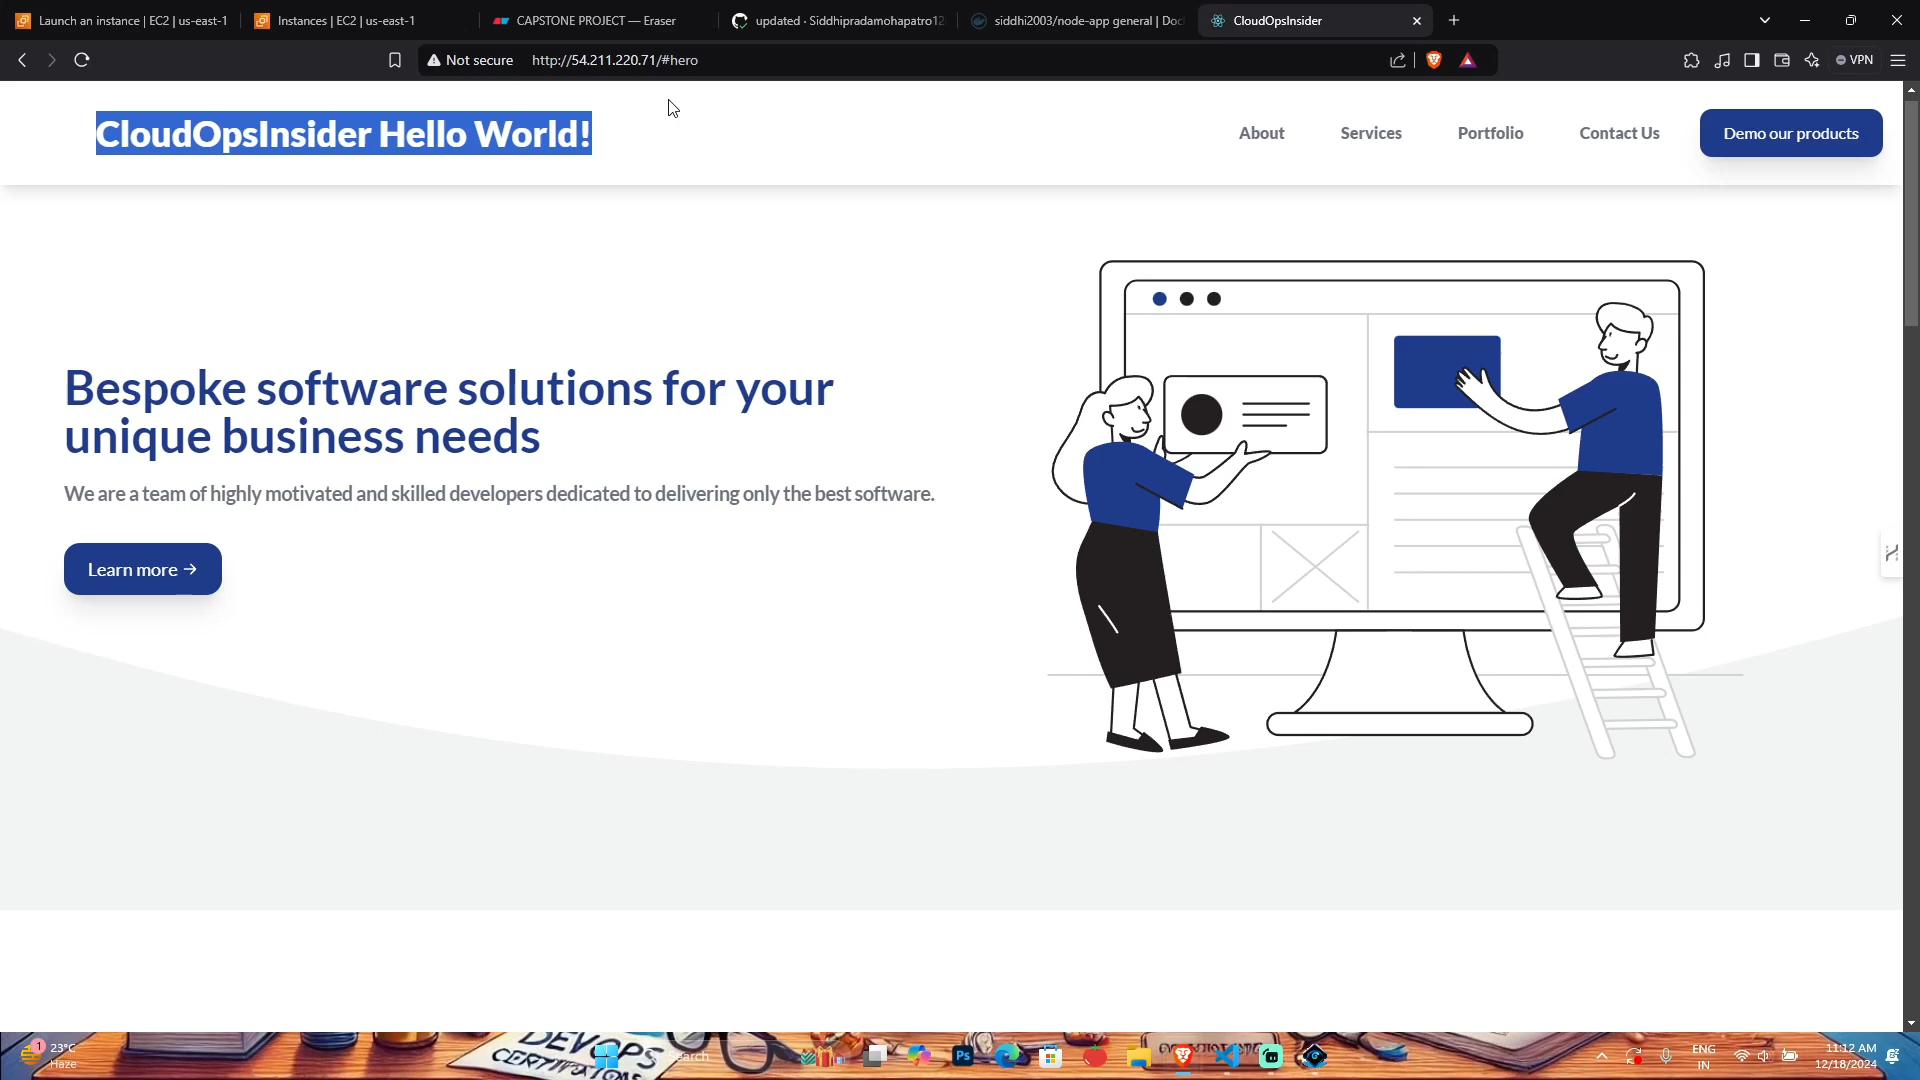 Launch an instance | EC2 | us-east-1
Instances | EC2 | us-east-1
CAPSTONE PROJECT — Eraser
updated · Siddhipradamohapatro12
siddhi2003/node-app general | Doc
CloudOpsInsider
Not secure
http://54.211.220.71/#hero
VPN
CloudOpsInsider Hello World!
About
Services
Portfolio
Contact Us
Demo our products
Bespoke software solutions for your
unique business needs
We are a team of highly motivated and skilled developers dedicated to delivering only the best software.
Learn more →
1
23°C
Haze
DEVOPS
CERTIFICATIONS
Search
Ps
ENG
IN
11:12 AM
12/18/2024